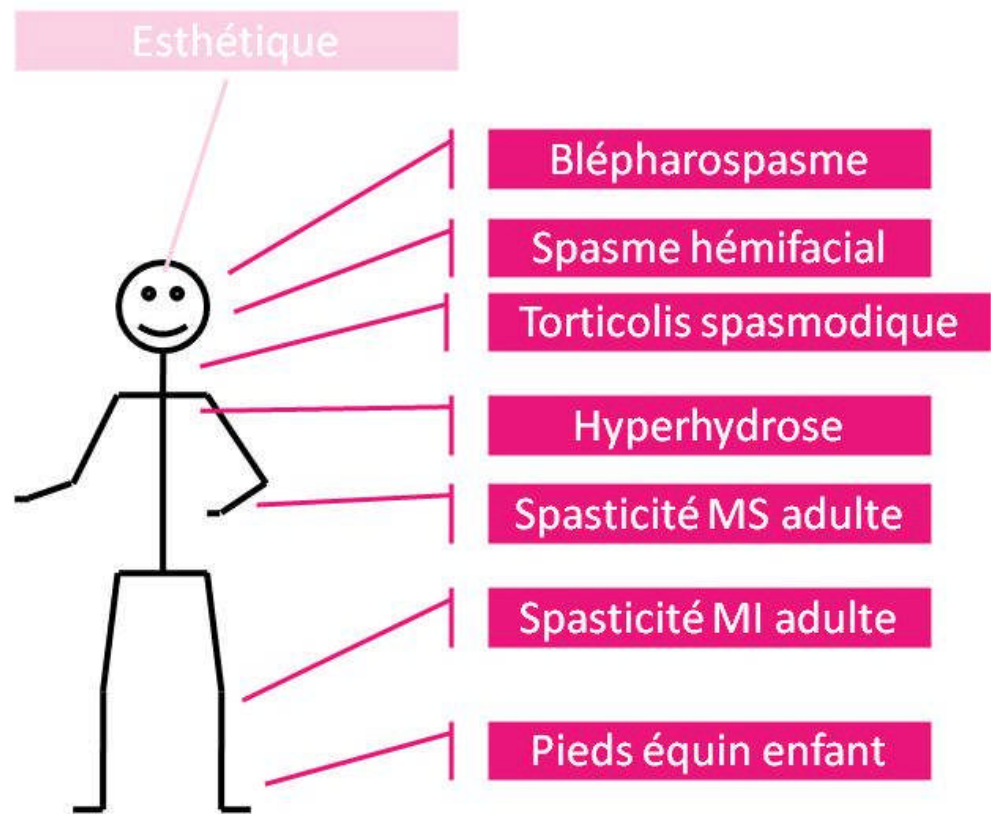 Esthétique
Blépharospasme
Spasme hémifacial
Torticolis spasmodique
Hyperhydrose
Spasticité MS adulte
Spasticité MI adulte
Pieds équin enfant